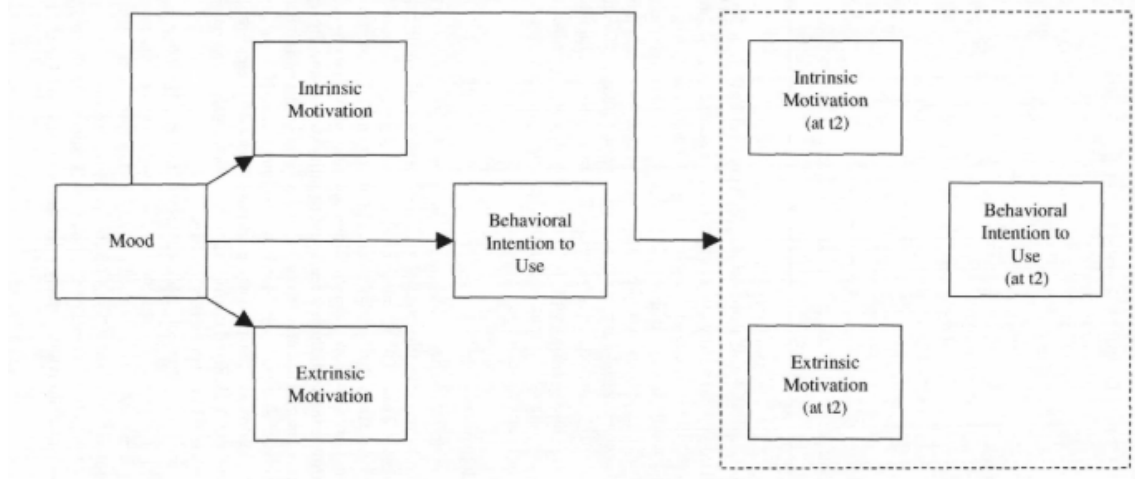 Intrinsic
Motivation
Mood
Behavioral
Intention to
Use
Extrinsic
Motivation
Intrinsic
Motivation
(at t2)
Behavioral
Intention to
Use
(at t2)
Extrinsic
Motivation
(at t2)